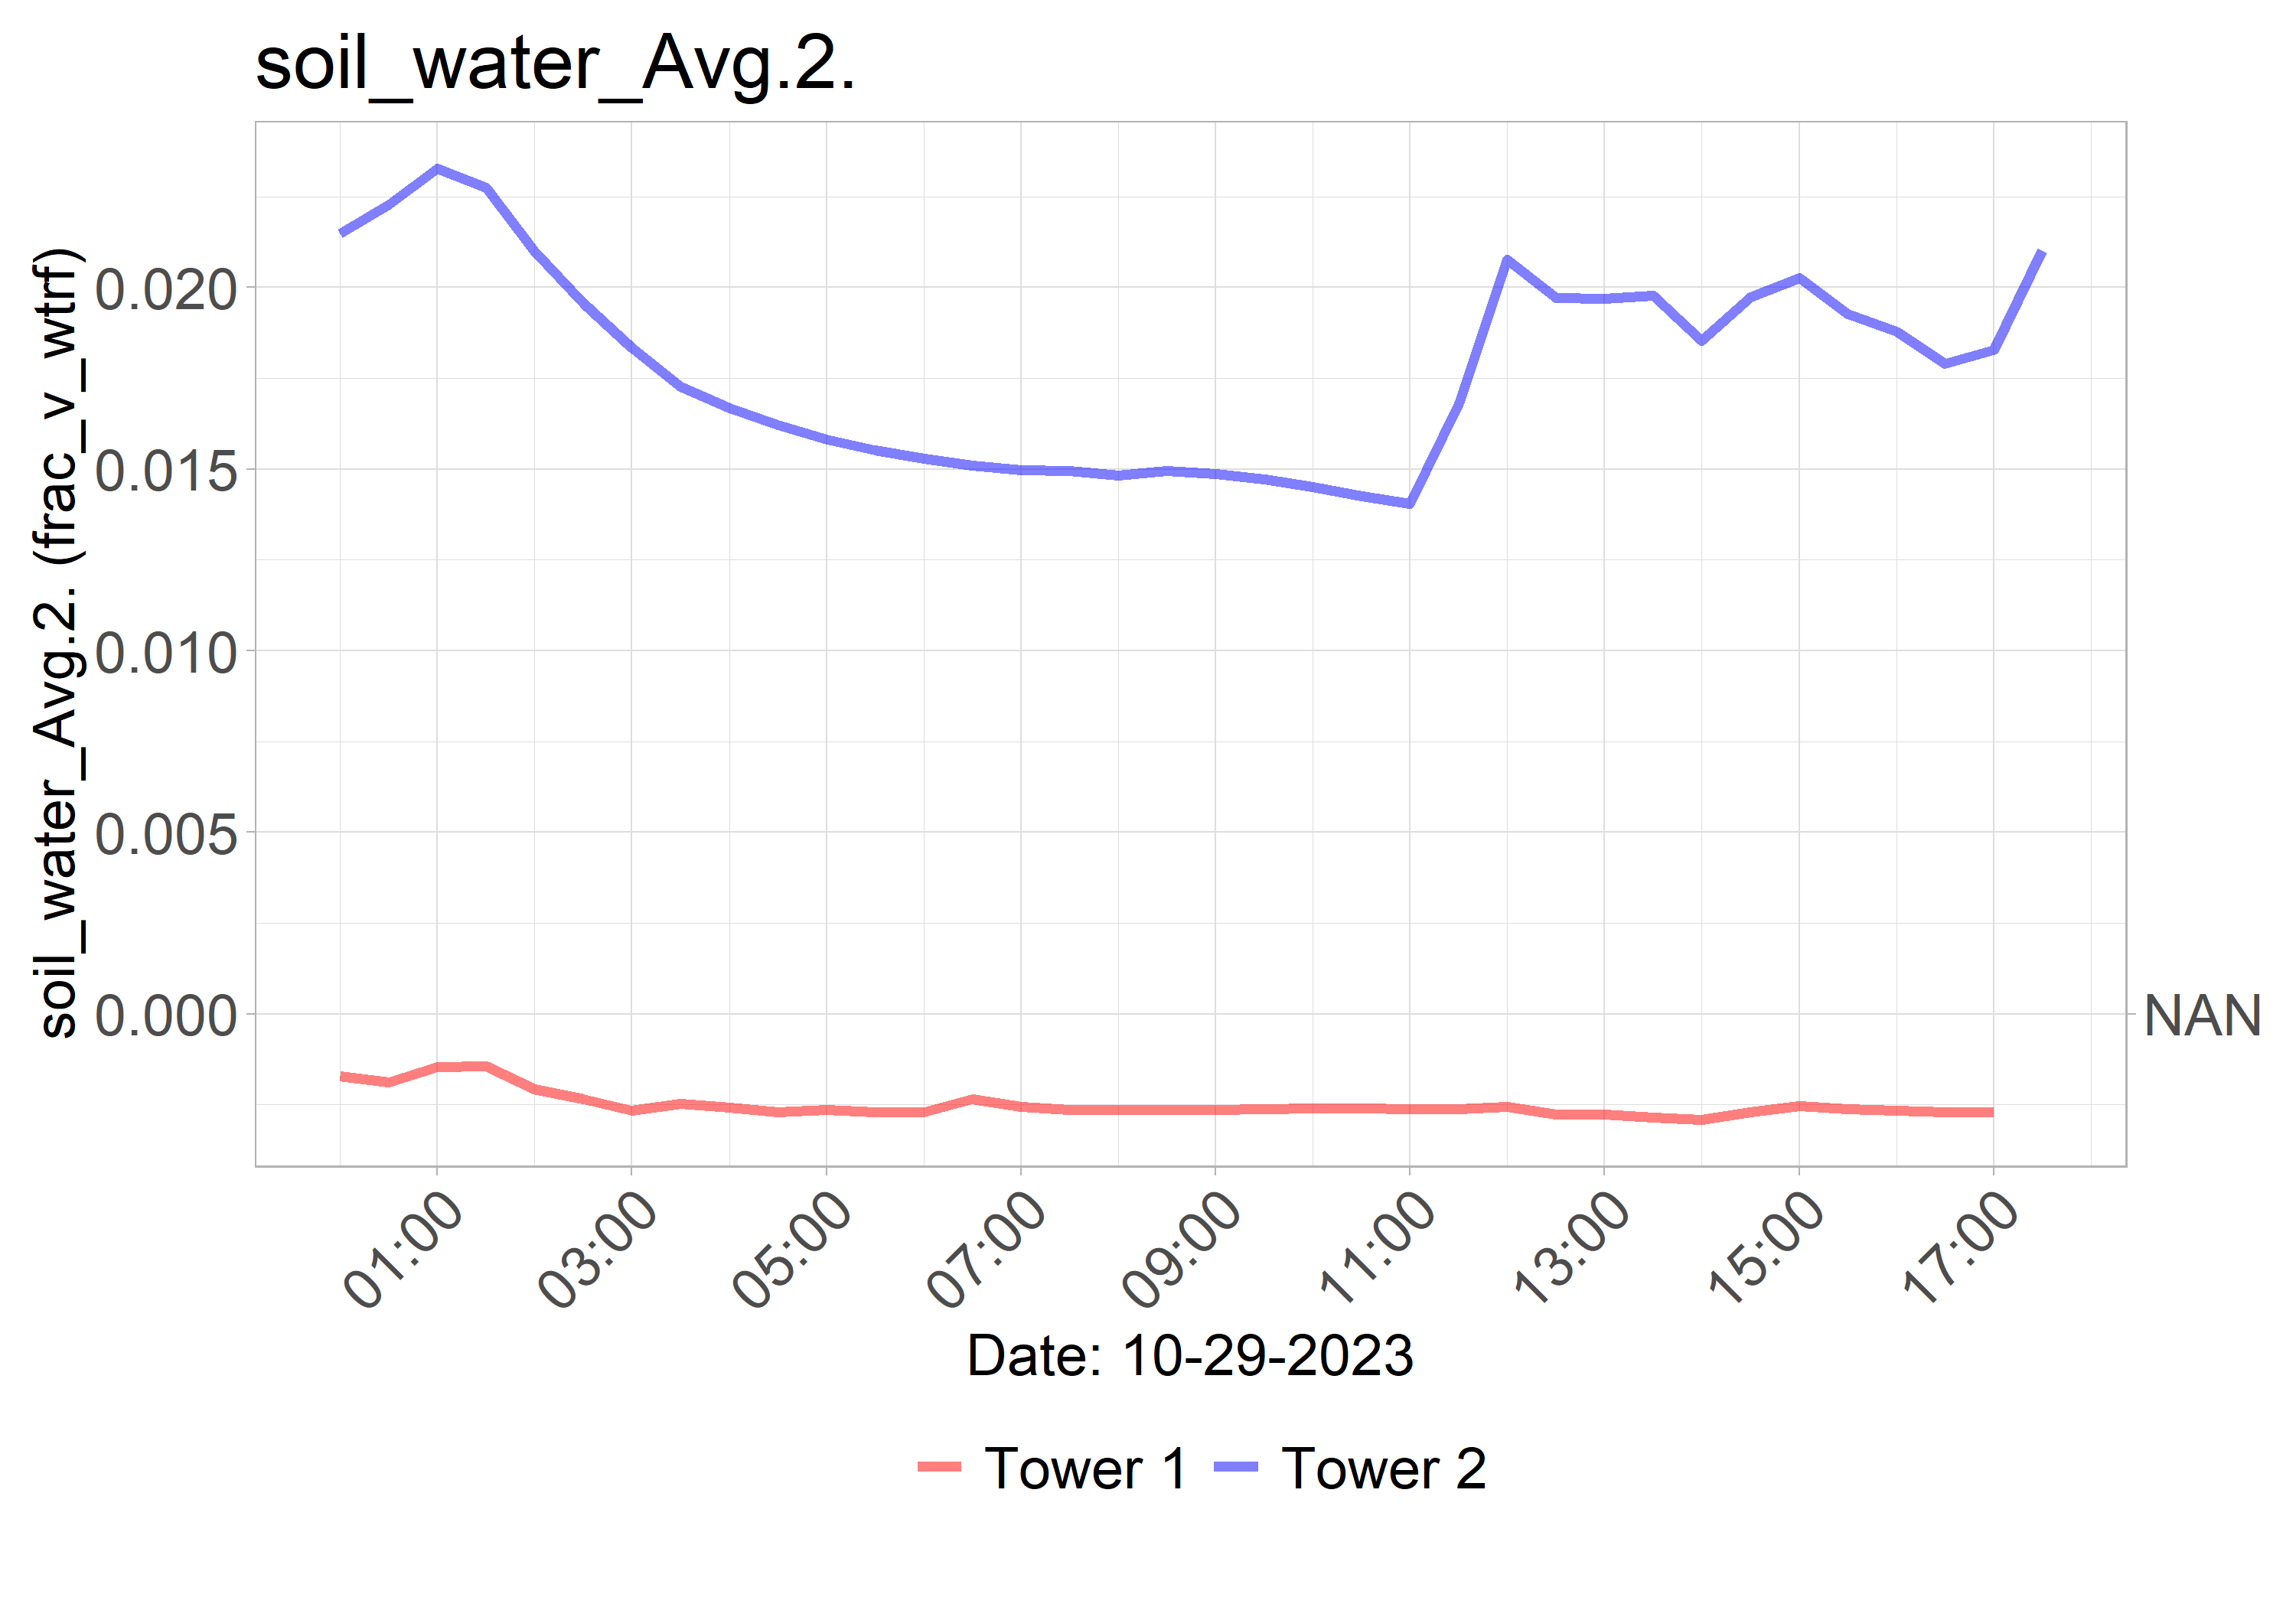 soil_water_Avg.2.
soil_water_Avg.2. (frac_v_wtrf)
0.020
0.015
0.010
0.005
0.000
NAN
01:00
03:00
05:00
07:00
09:00
11:00
13:00
15:00
17:00
Date: 10-29-2023
Tower 1
Tower 2